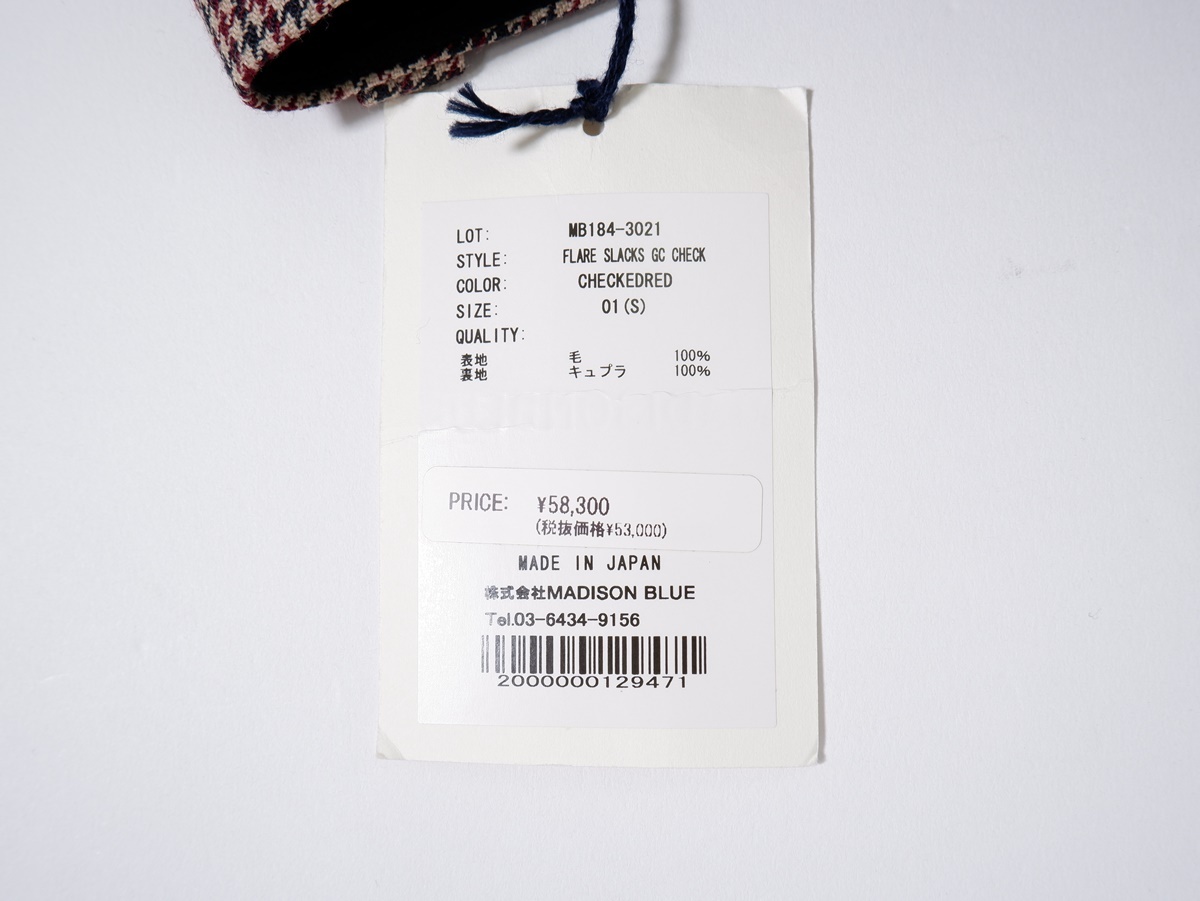 LOT: MB184-3021
STYLE: FLARE SLACKS GC CHECK
COLOR: CHECKEDRED
SIZE: 01(S)
QUALITY:
表地 毛 100%
裏地 キュプラ 100%
PRICE: ¥58,300
(税抜価格¥53,000)
MADE IN JAPAN
株式会社MADISON BLUE
Tel.03-6434-9156
2000000129471